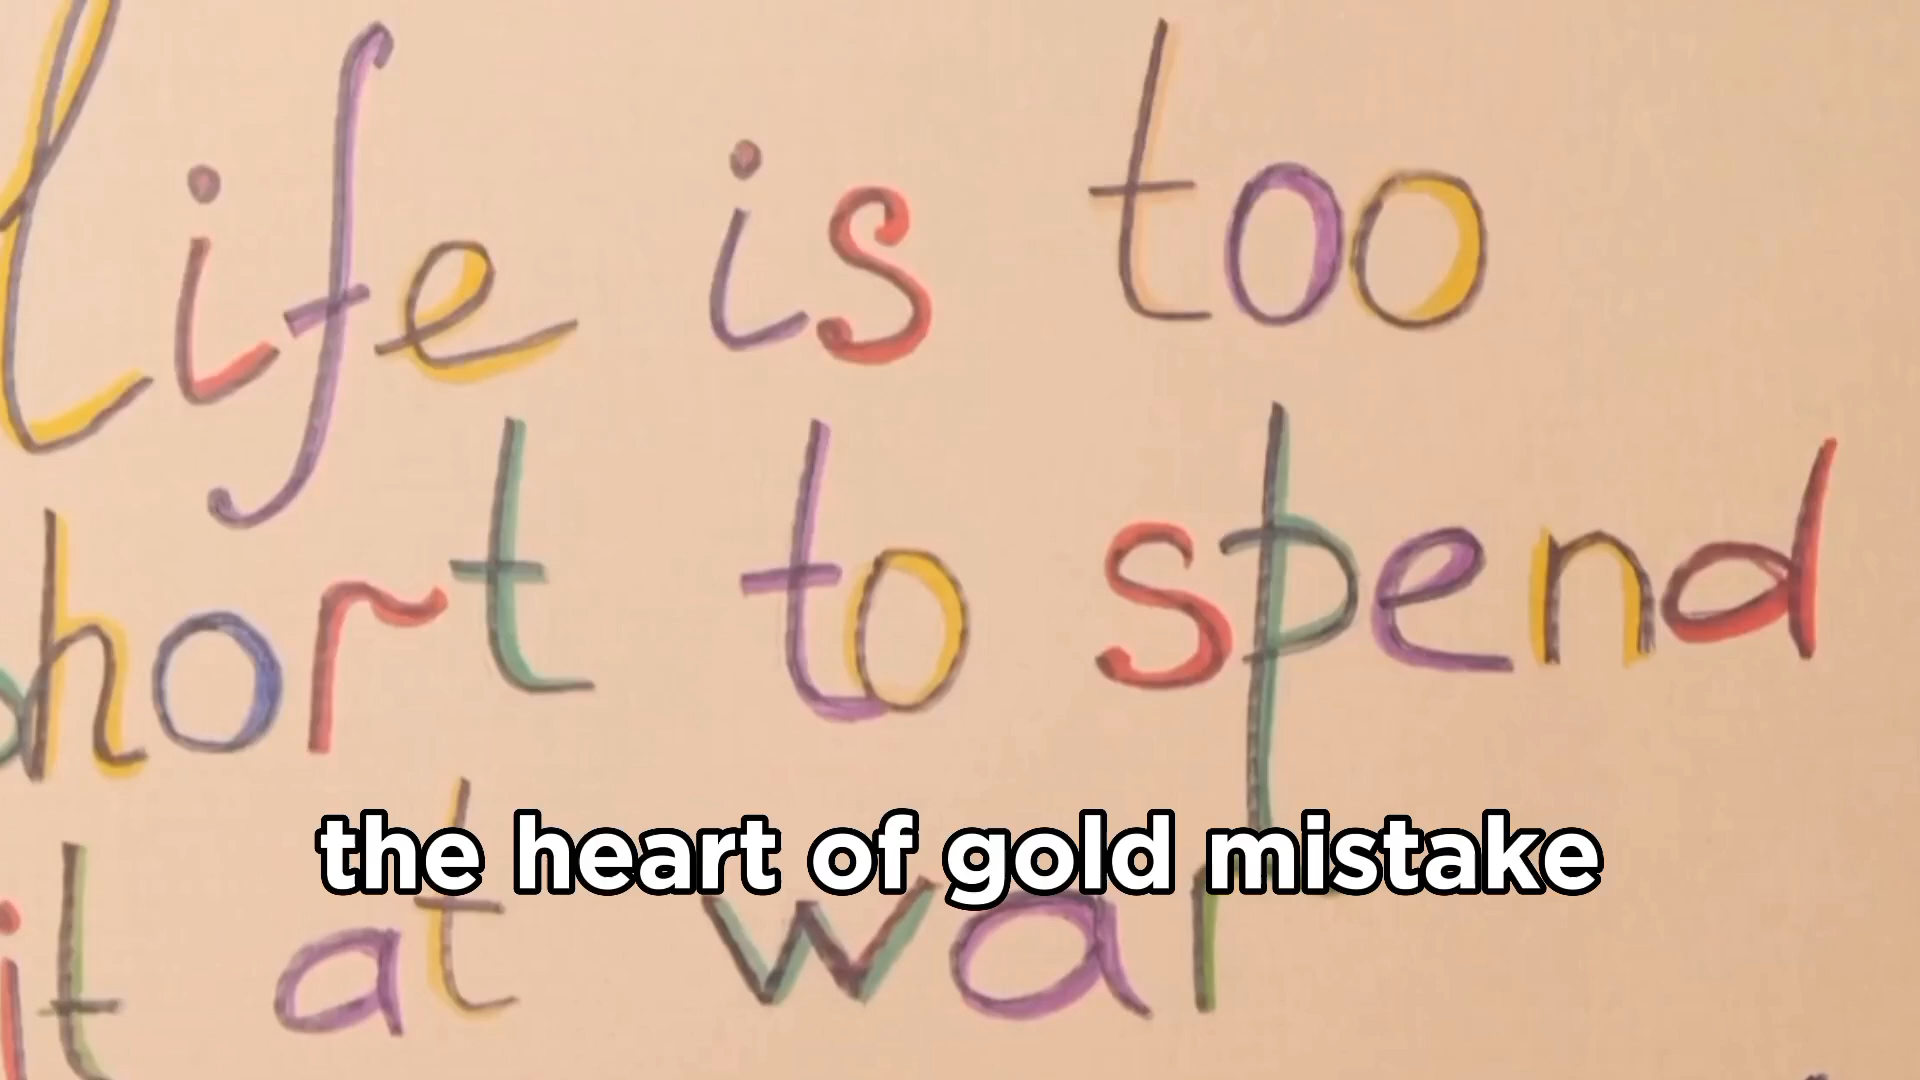 life is too
short to spend
the heart of gold mistake
it at war